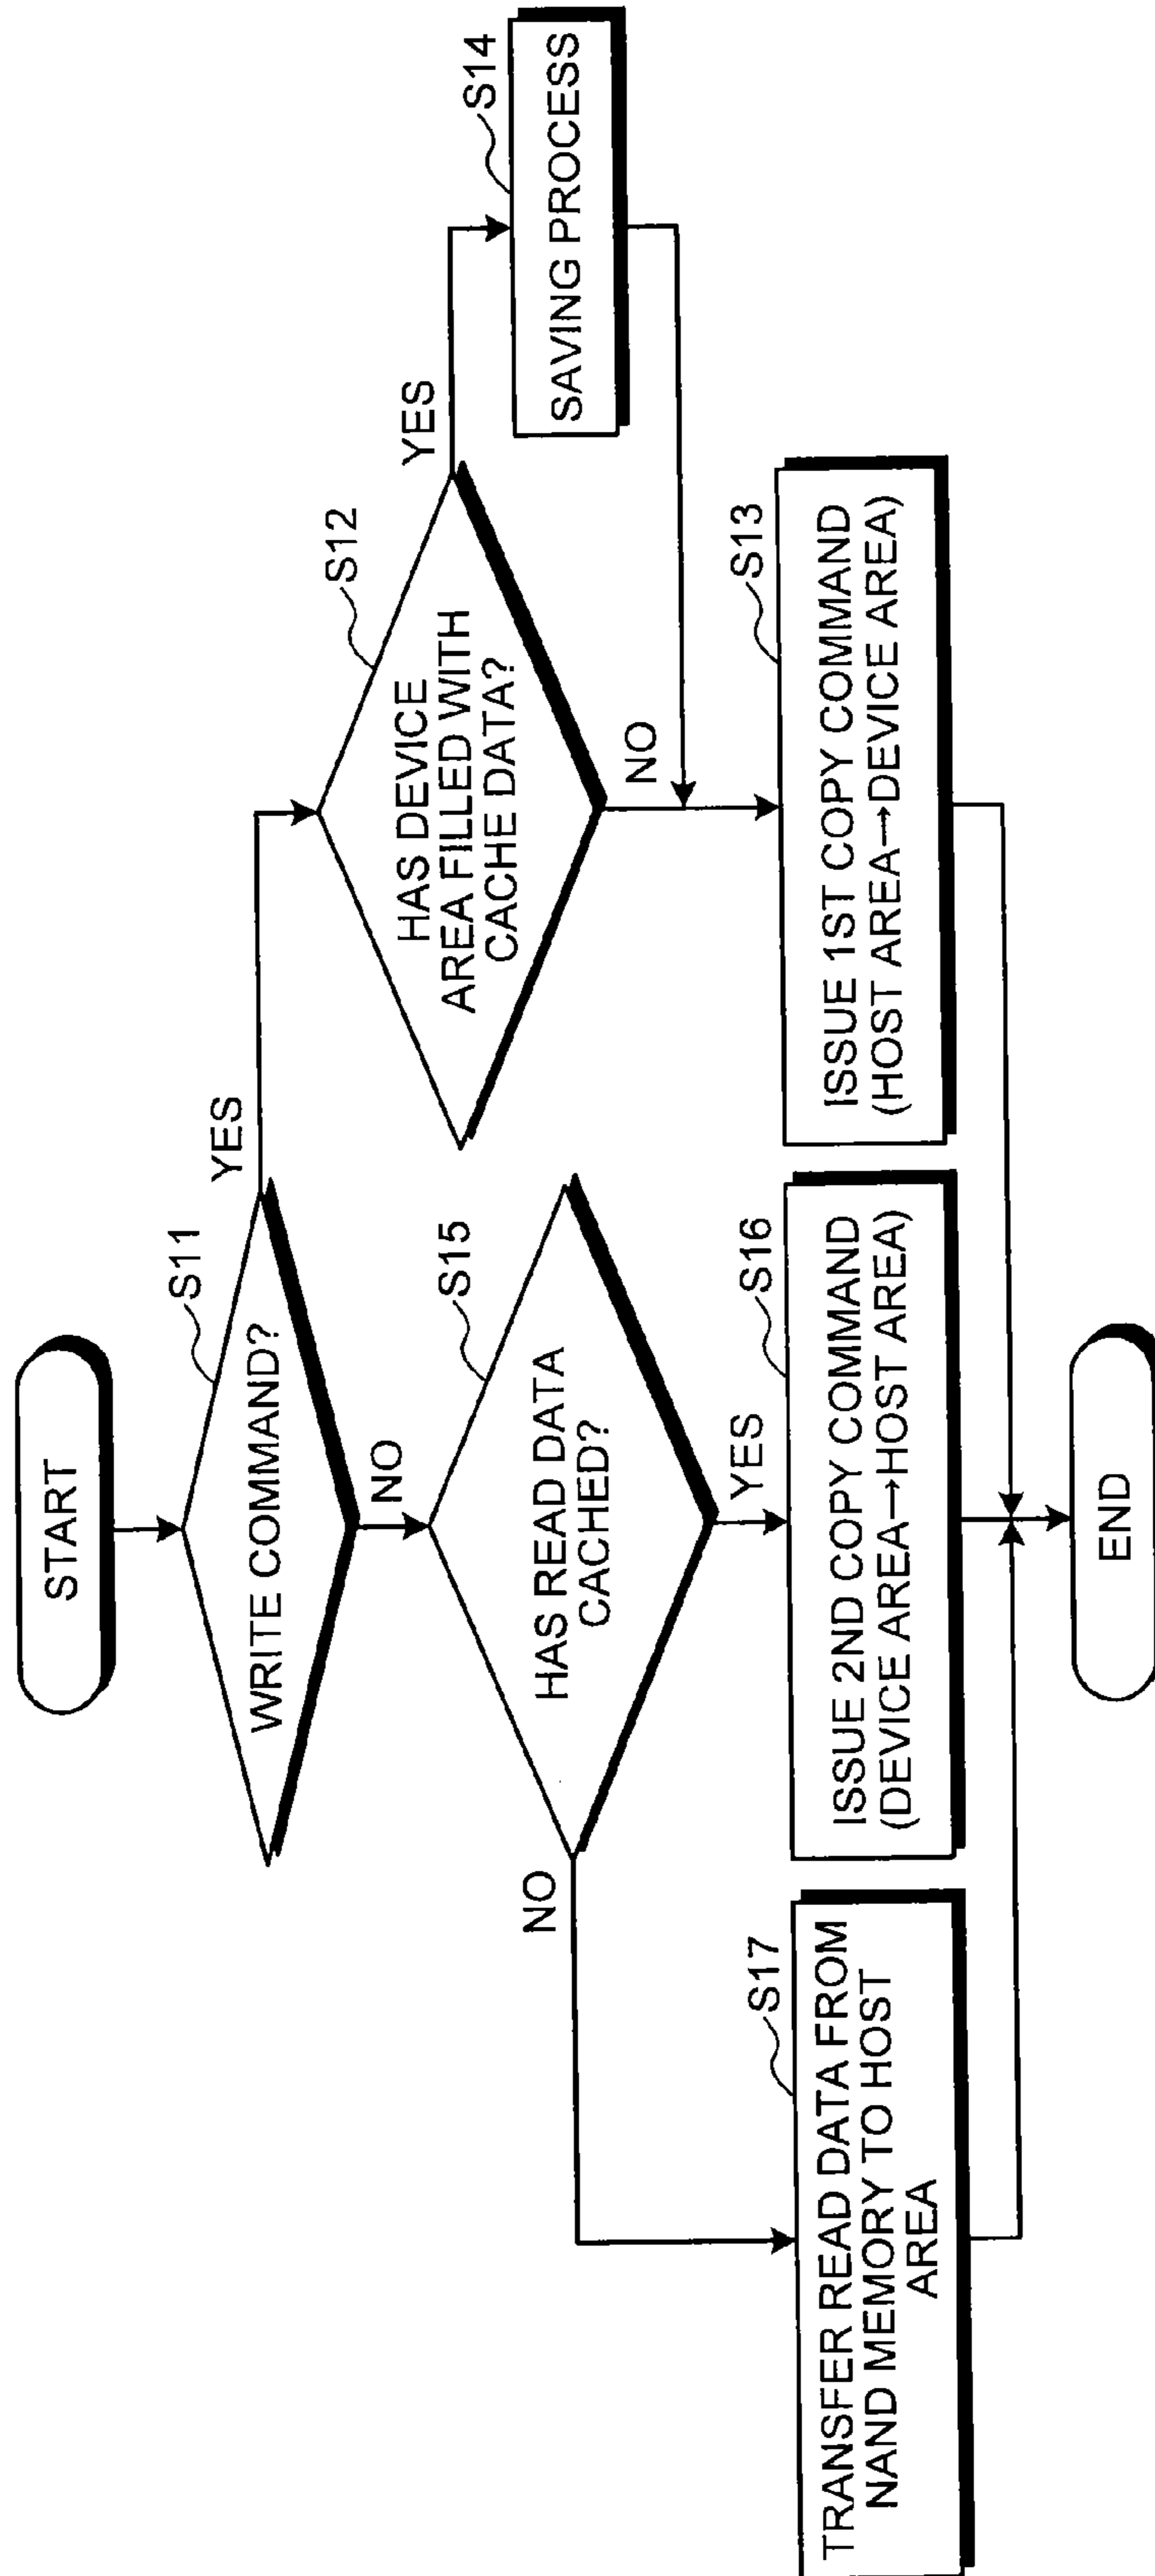 START
WRITE COMMAND?
S11
YES
NO
HAS DEVICE
AREA FILLED WITH
CACHE DATA?
S12
YES
NO
SAVING PROCESS
S14
HAS READ DATA
CACHED?
S15
NO
YES
TRANSFER READ DATA FROM
NAND MEMORY TO HOST
AREA
S17
ISSUE 2ND COPY COMMAND
(DEVICE AREA→HOST AREA)
S16
ISSUE 1ST COPY COMMAND
(HOST AREA→DEVICE AREA)
S13
END